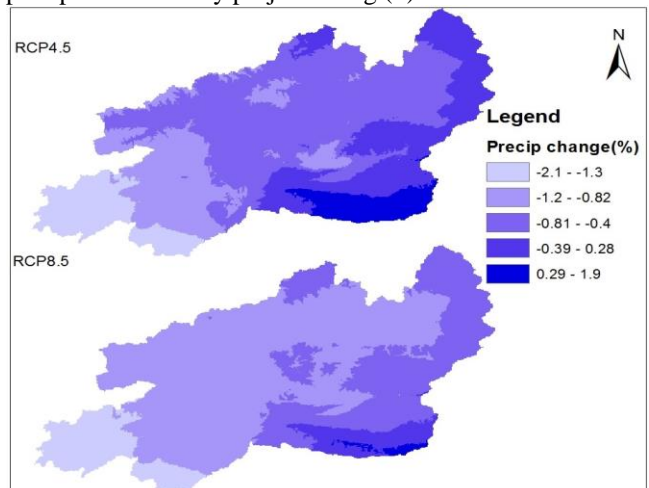 RCP4.5
N
Legend
Precip change(%)
-2.1 - -1.3
-1.2 - -0.82
-0.81 - -0.4
-0.39 - 0.28
0.29 - 1.9
RCP8.5